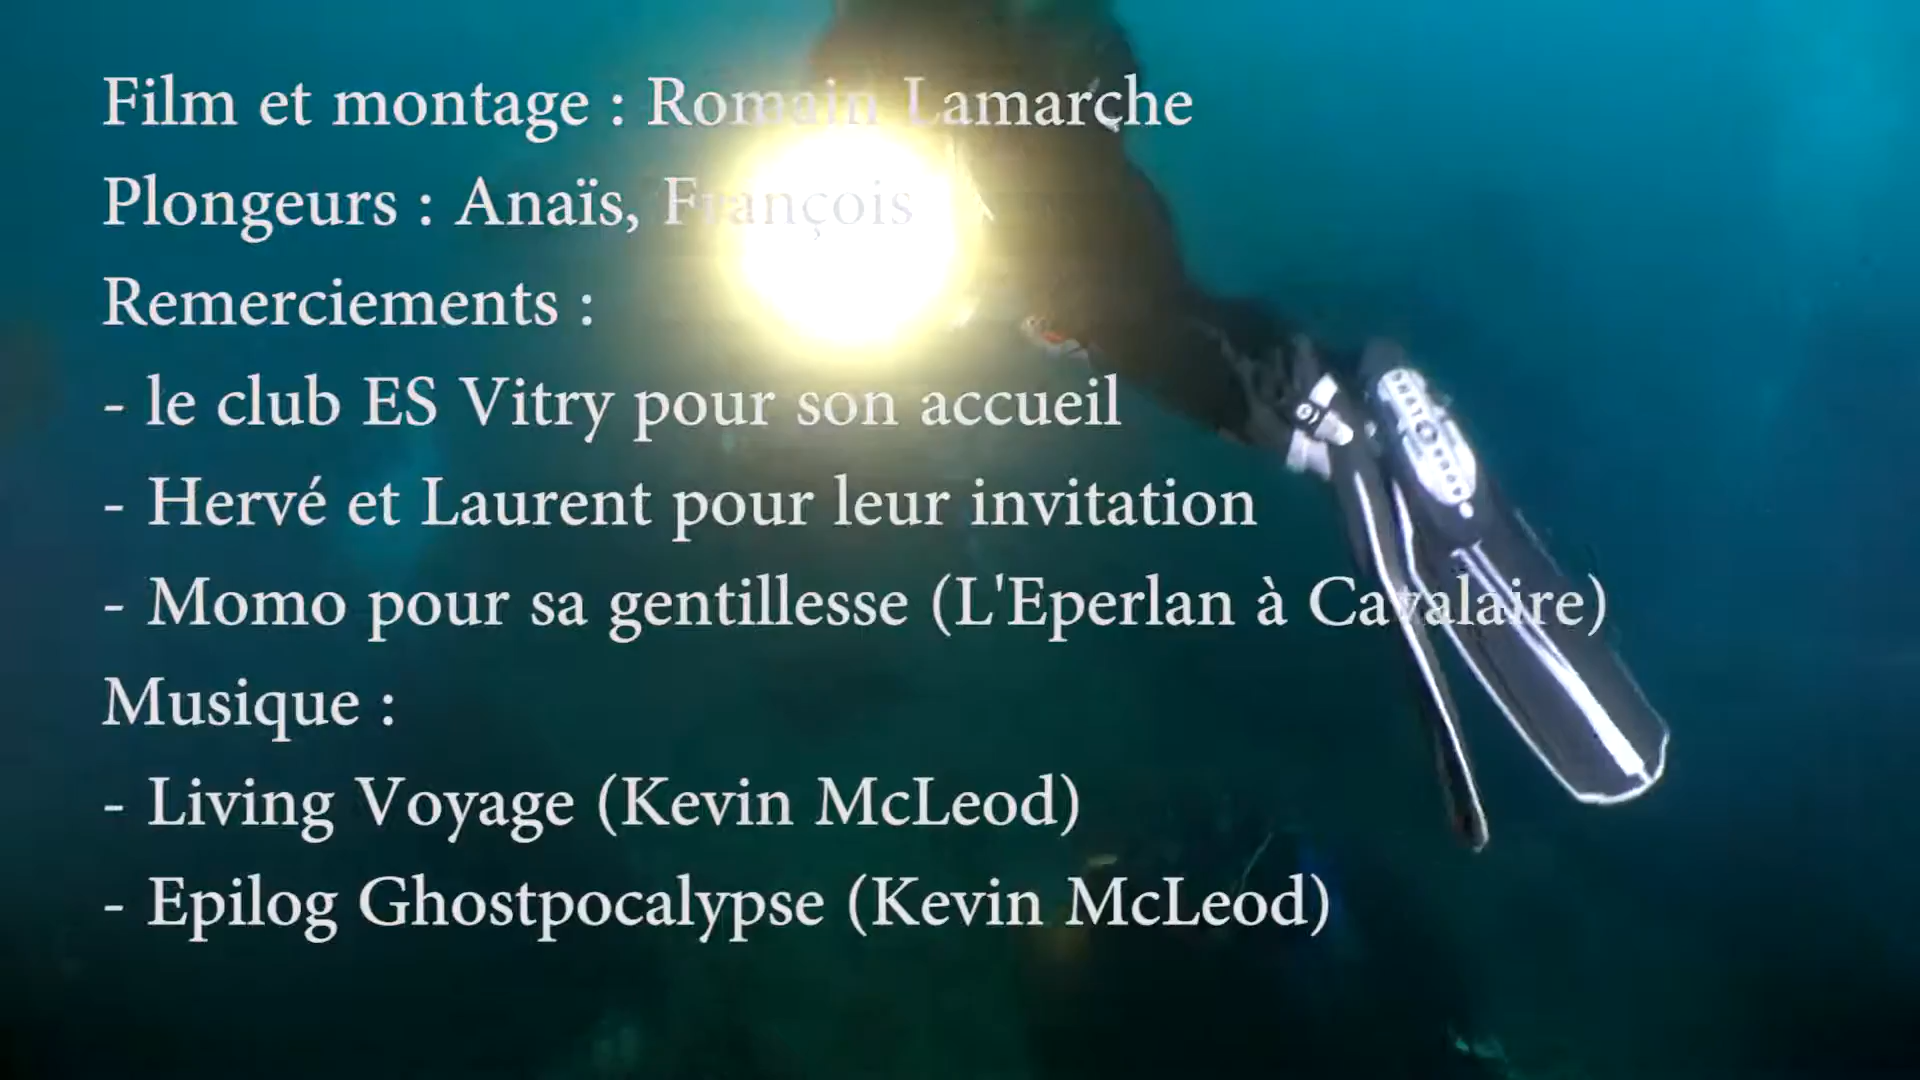 Film et montage : Romain Lamarche
Plongeurs : Anaïs, François
Remerciements :
- le club ES Vitry pour son accueil
- Hervé et Laurent pour leur invitation
- Momo pour sa gentillesse (L'Eperlan à Cavalaire)
Musique :
- Living Voyage (Kevin McLeod)
- Epilog Ghostpocalypse (Kevin McLeod)